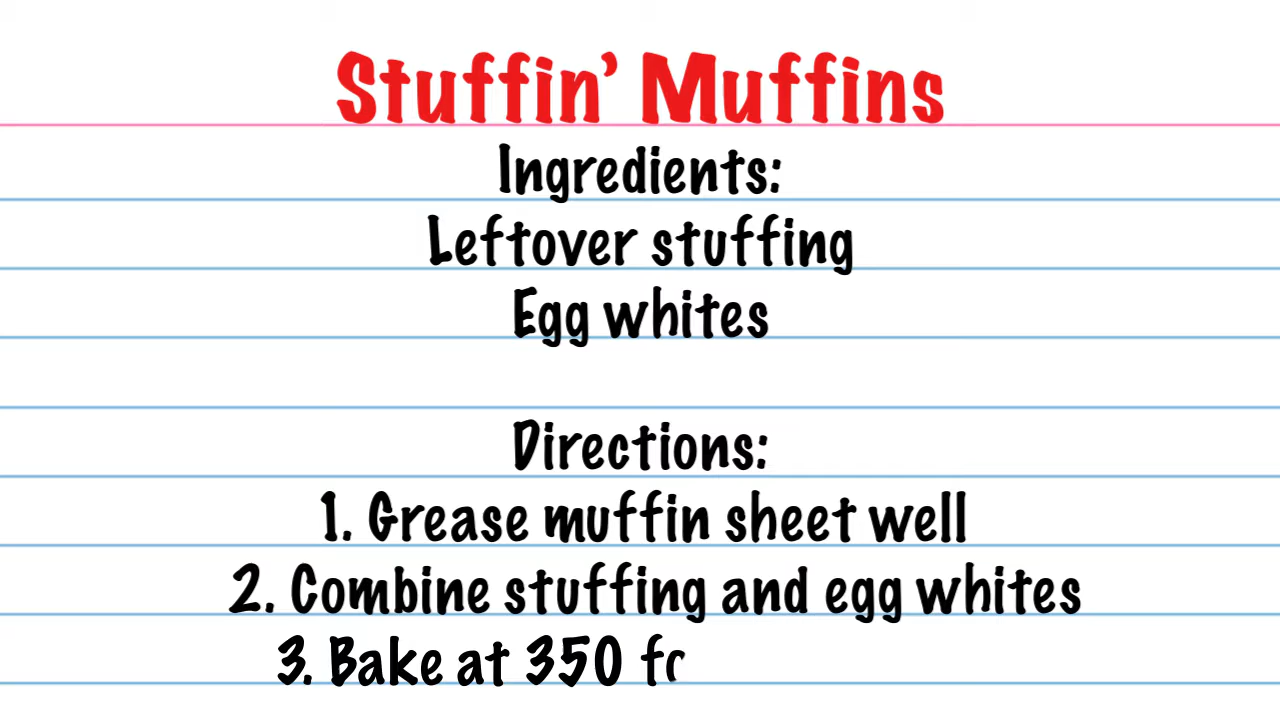 Stuffin’ Muffins
Ingredients:
Leftover stuffing
Egg whites
Directions:
1. Grease muffin sheet well
2. Combine stuffing and egg whites
3. Bake at 350